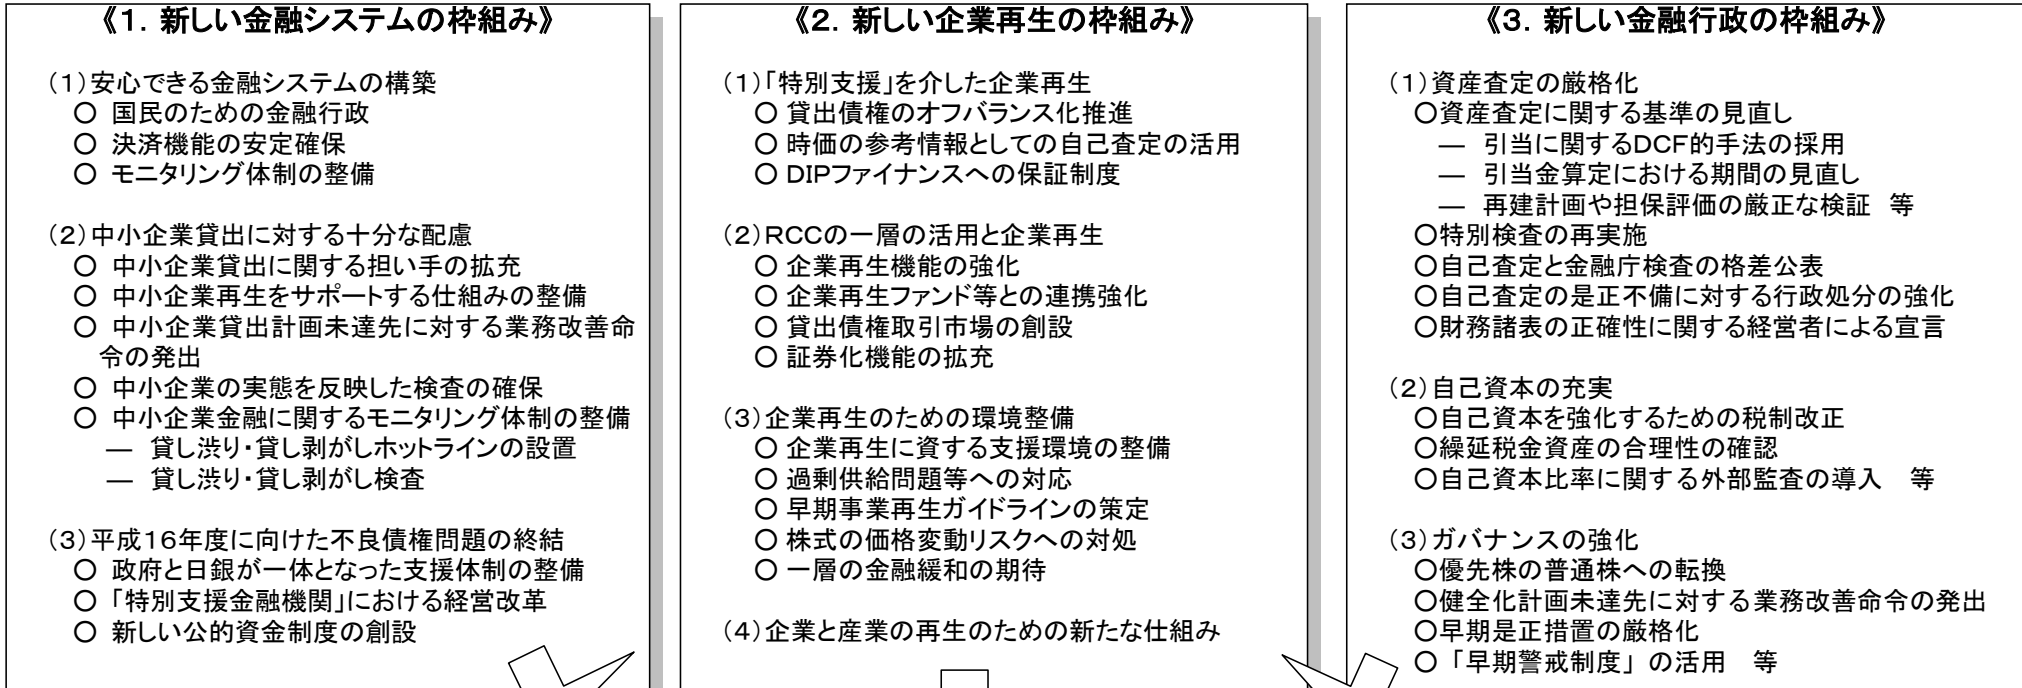 《1．新しい金融システムの枠組み》
（1）安心できる金融システムの構築
○ 国民のための金融行政
○ 決済機能の安定確保
○ モニタリング体制の整備
（2）中小企業貸出に対する十分な配慮
○ 中小企業貸出に関する担い手の拡充
○ 中小企業再生をサポートする仕組みの整備
○ 中小企業貸出計画未達先に対する業務改善命
令の発出
○ 中小企業の実態を反映した検査の確保
○ 中小企業金融に関するモニタリング体制の整備
― 貸し渋り・貸し剥がしホットラインの設置
― 貸し渋り・貸し剥がし検査
（3）平成16年度に向けた不良債権問題の終結
○ 政府と日銀が一体となった支援体制の整備
○「特別支援金融機関」における経営改革
○ 新しい公的資金制度の創設
《2．新しい企業再生の枠組み》
（1）「特別支援」を介した企業再生
○ 貸出債権のオフバランス化推進
○ 時価の参考情報としての自己査定の活用
○ DIPファイナンスへの保証制度
（2）RCCの一層の活用と企業再生
○ 企業再生機能の強化
○ 企業再生ファンド等との連携強化
○ 貸出債権取引市場の創設
○ 証券化機能の拡充
（3）企業再生のための環境整備
○ 企業再生に資する支援環境の整備
○ 過剰供給問題等への対応
○ 早期事業再生ガイドラインの策定
○ 株式の価格変動リスクへの対処
○ 一層の金融緩和の期待
（4）企業と産業の再生のための新たな仕組み
《3．新しい金融行政の枠組み》
（1）資産査定の厳格化
○資産査定に関する基準の見直し
― 引当に関するDCF的手法の採用
― 引当金算定における期間の見直し
― 再建計画や担保評価の厳正な検証 等
○特別検査の再実施
○自己査定と金融庁検査の格差公表
○自己査定の是正不備に対する行政処分の強化
○財務諸表の正確性に関する経営者による宣言
（2）自己資本の充実
○自己資本を強化するための税制改正
○繰延税金資産の合理性の確認
○自己資本比率に関する外部監査の導入 等
（3）ガバナンスの強化
○優先株の普通株への転換
○健全化計画未達先に対する業務改善命令の発出
○早期是正措置の厳格化
○「早期警戒制度」の活用 等